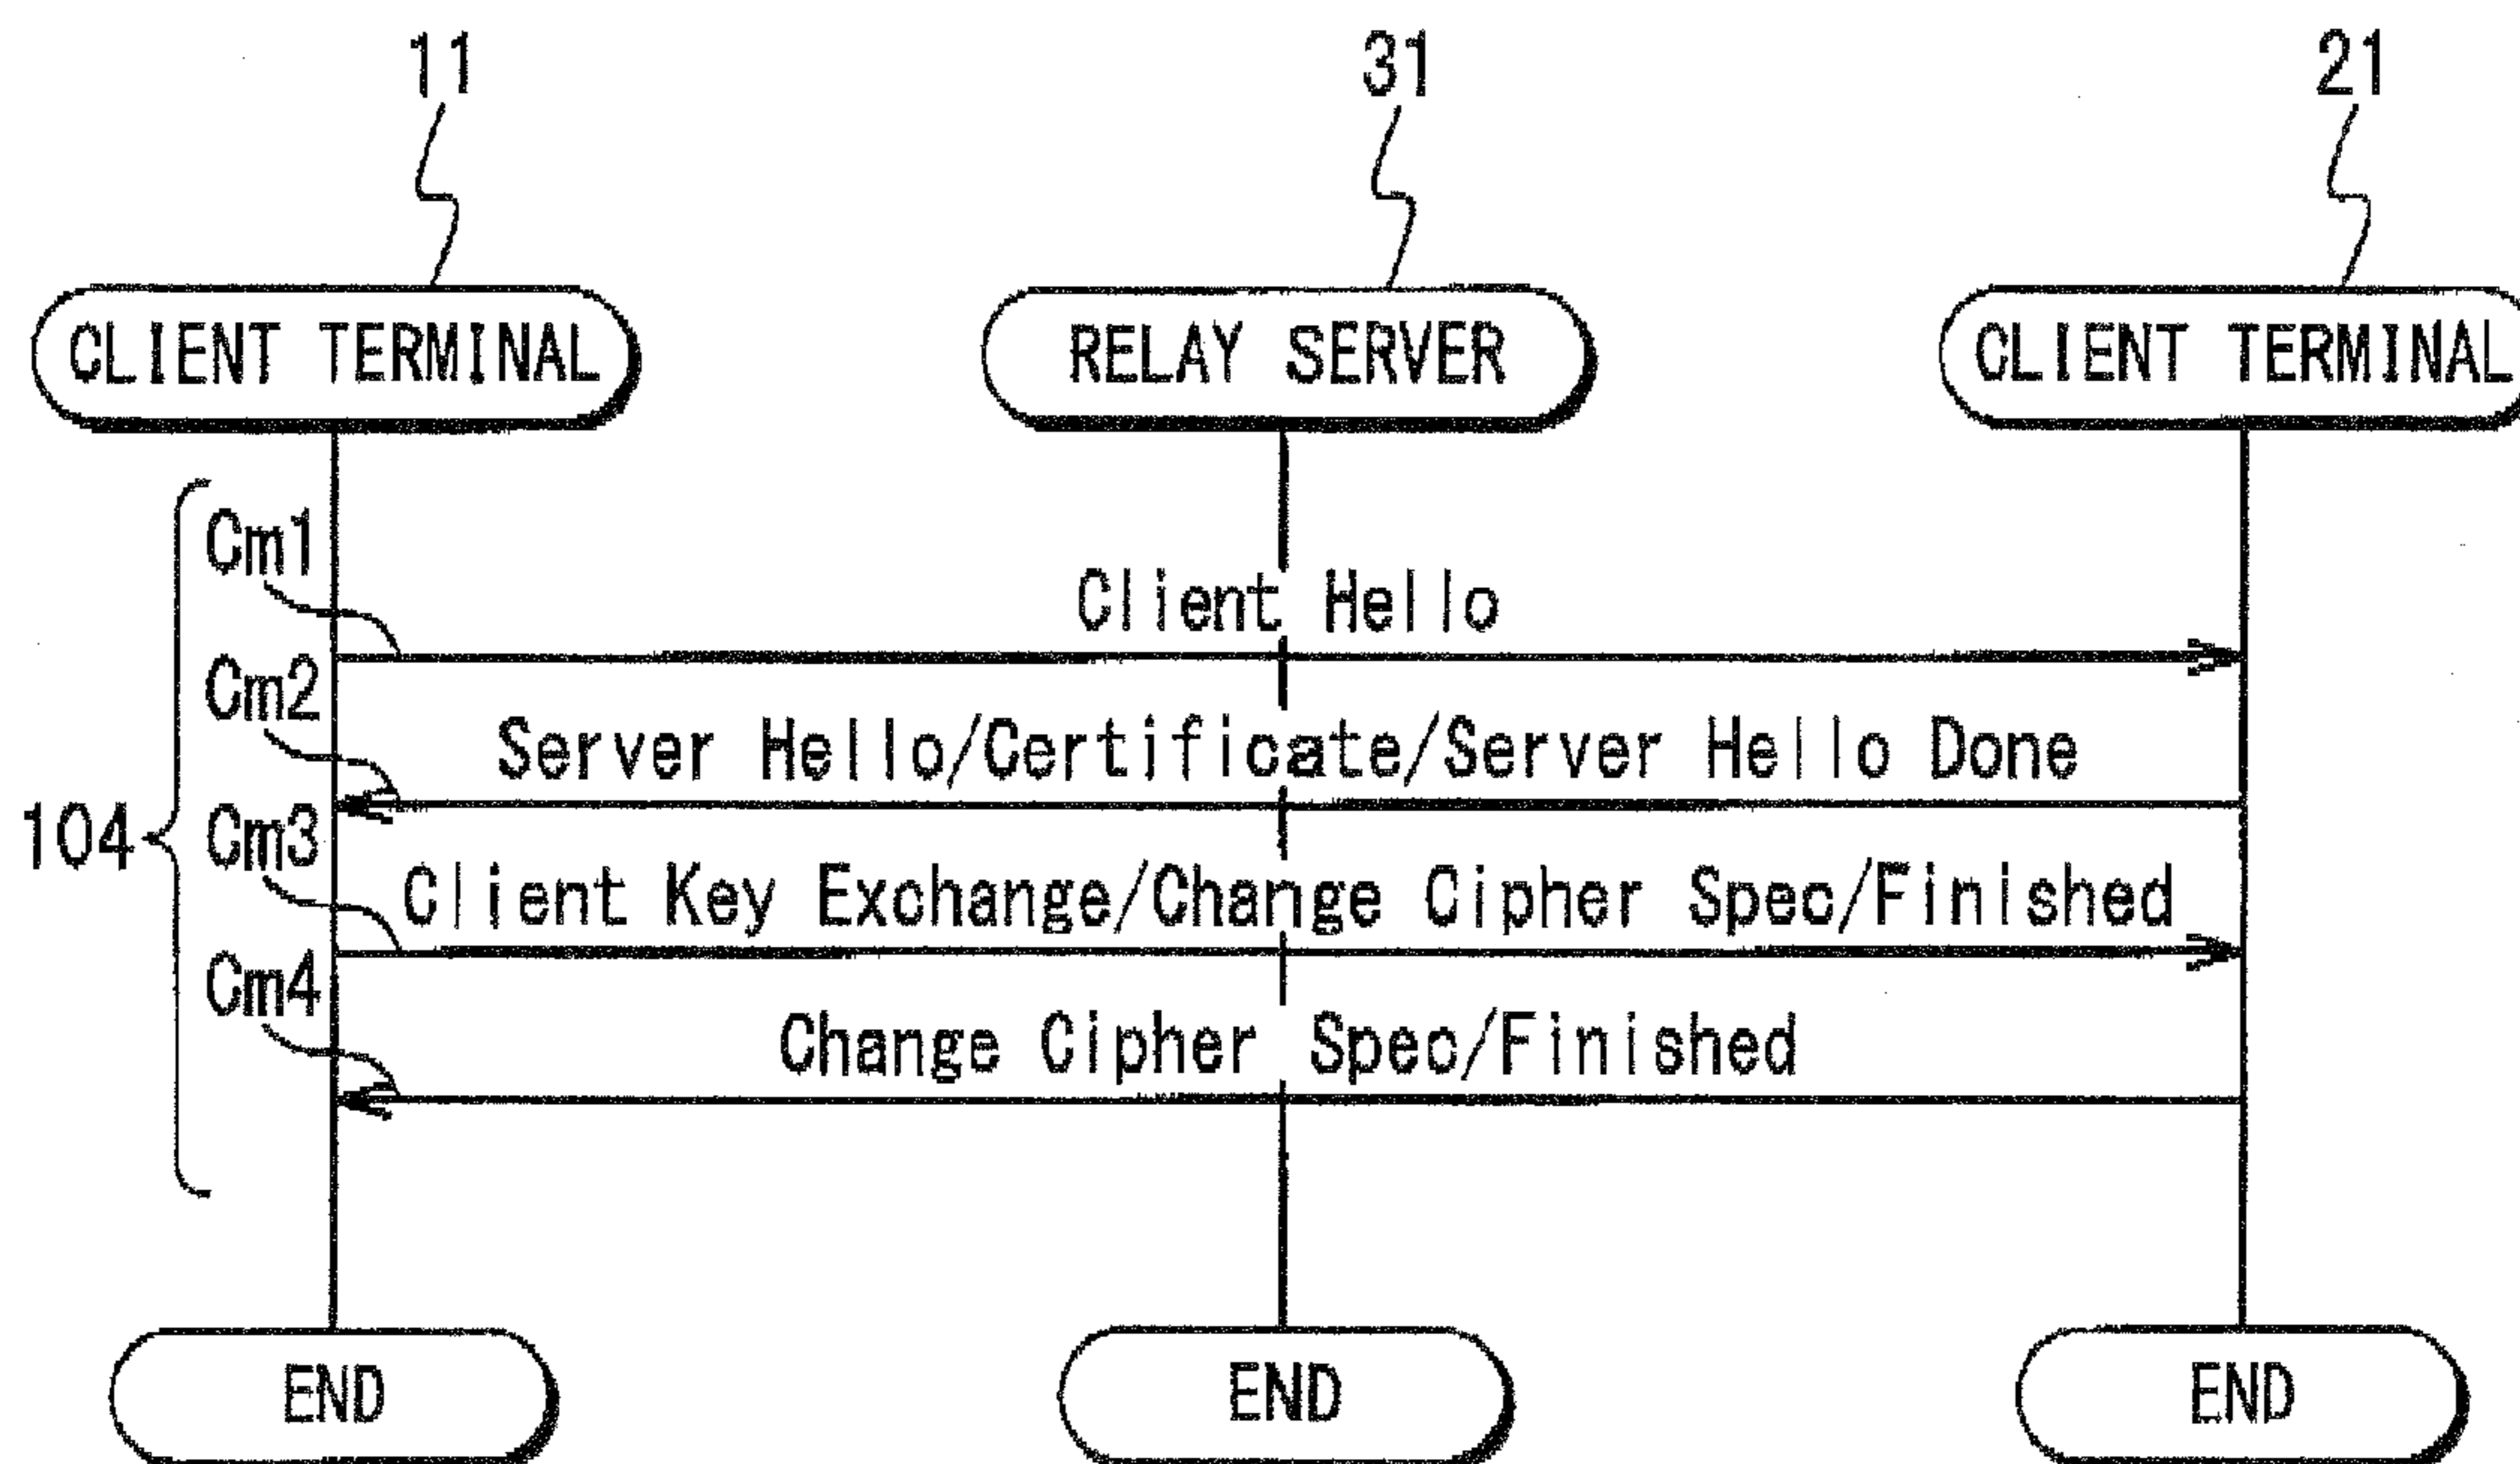 11 31 21
CLIENT TERMINAL RELAY SERVER CLIENT TERMINAL
Cm1
Client Hello
Cm2
Server Hello/Certificate/Server Hello Done
104
Cm3
Client Key Exchange/Change Cipher Spec/Finished
Cm4
Change Cipher Spec/Finished
END END END